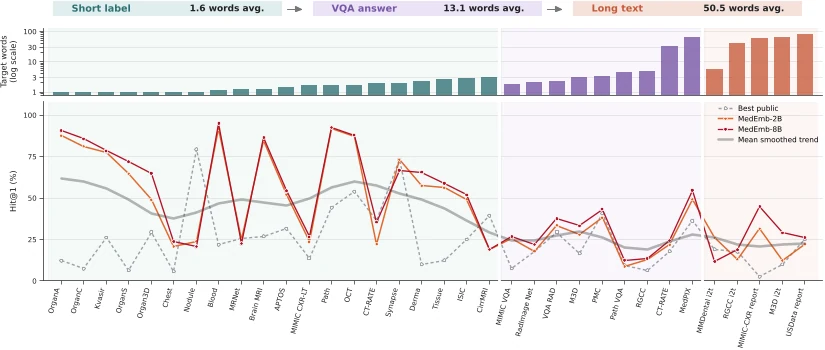 Short label 1.6 words avg. VQA answer 13.1 words avg. Long text 50.5 words avg.
Target words
(log scale)
100
31
10
3
1
Hit@1 (%)
100
75
50
25
0
Best public
MedEmb-2B
MedEmb-8B
Mean smoothed trend
OrganA
OrganC
Kvasir
OrganS
Organ3D
Chest
Nodule
Blood
MRNet
Brain MRI
APTOS
MIMIC CXR-LT
Path
OCT
CT-RATE
Synapse
Derma
Tissue
ISIC
CinMRI
MIMIC VQA
Radimage Net
VQA RAD
M3D
PMC
Path VQA
RGCC
CT-RATE
MedPIX
MMDental i2t
RGCC i2t
MIMIC-CXR report
M3D i2t
USData report